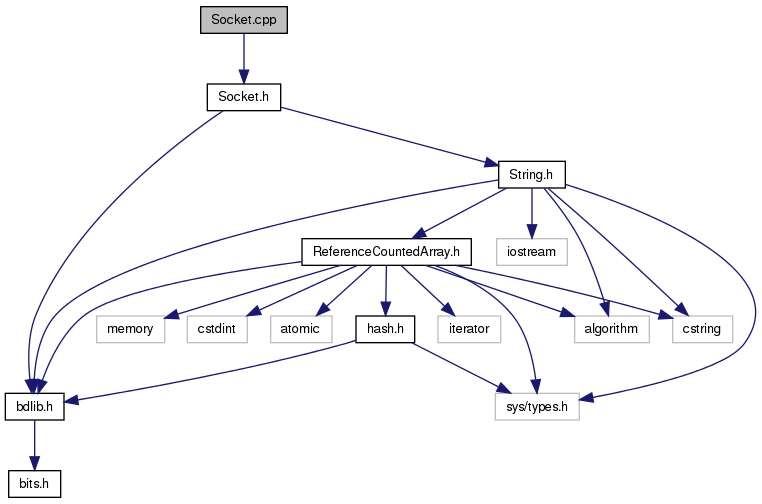 Socket.cpp
Socket.h
String.h
ReferenceCountedArray.h
iostream
memory
cstdint
atomic
hash.h
iterator
algorithm
cstring
bdlib.h
sys/types.h
bits.h